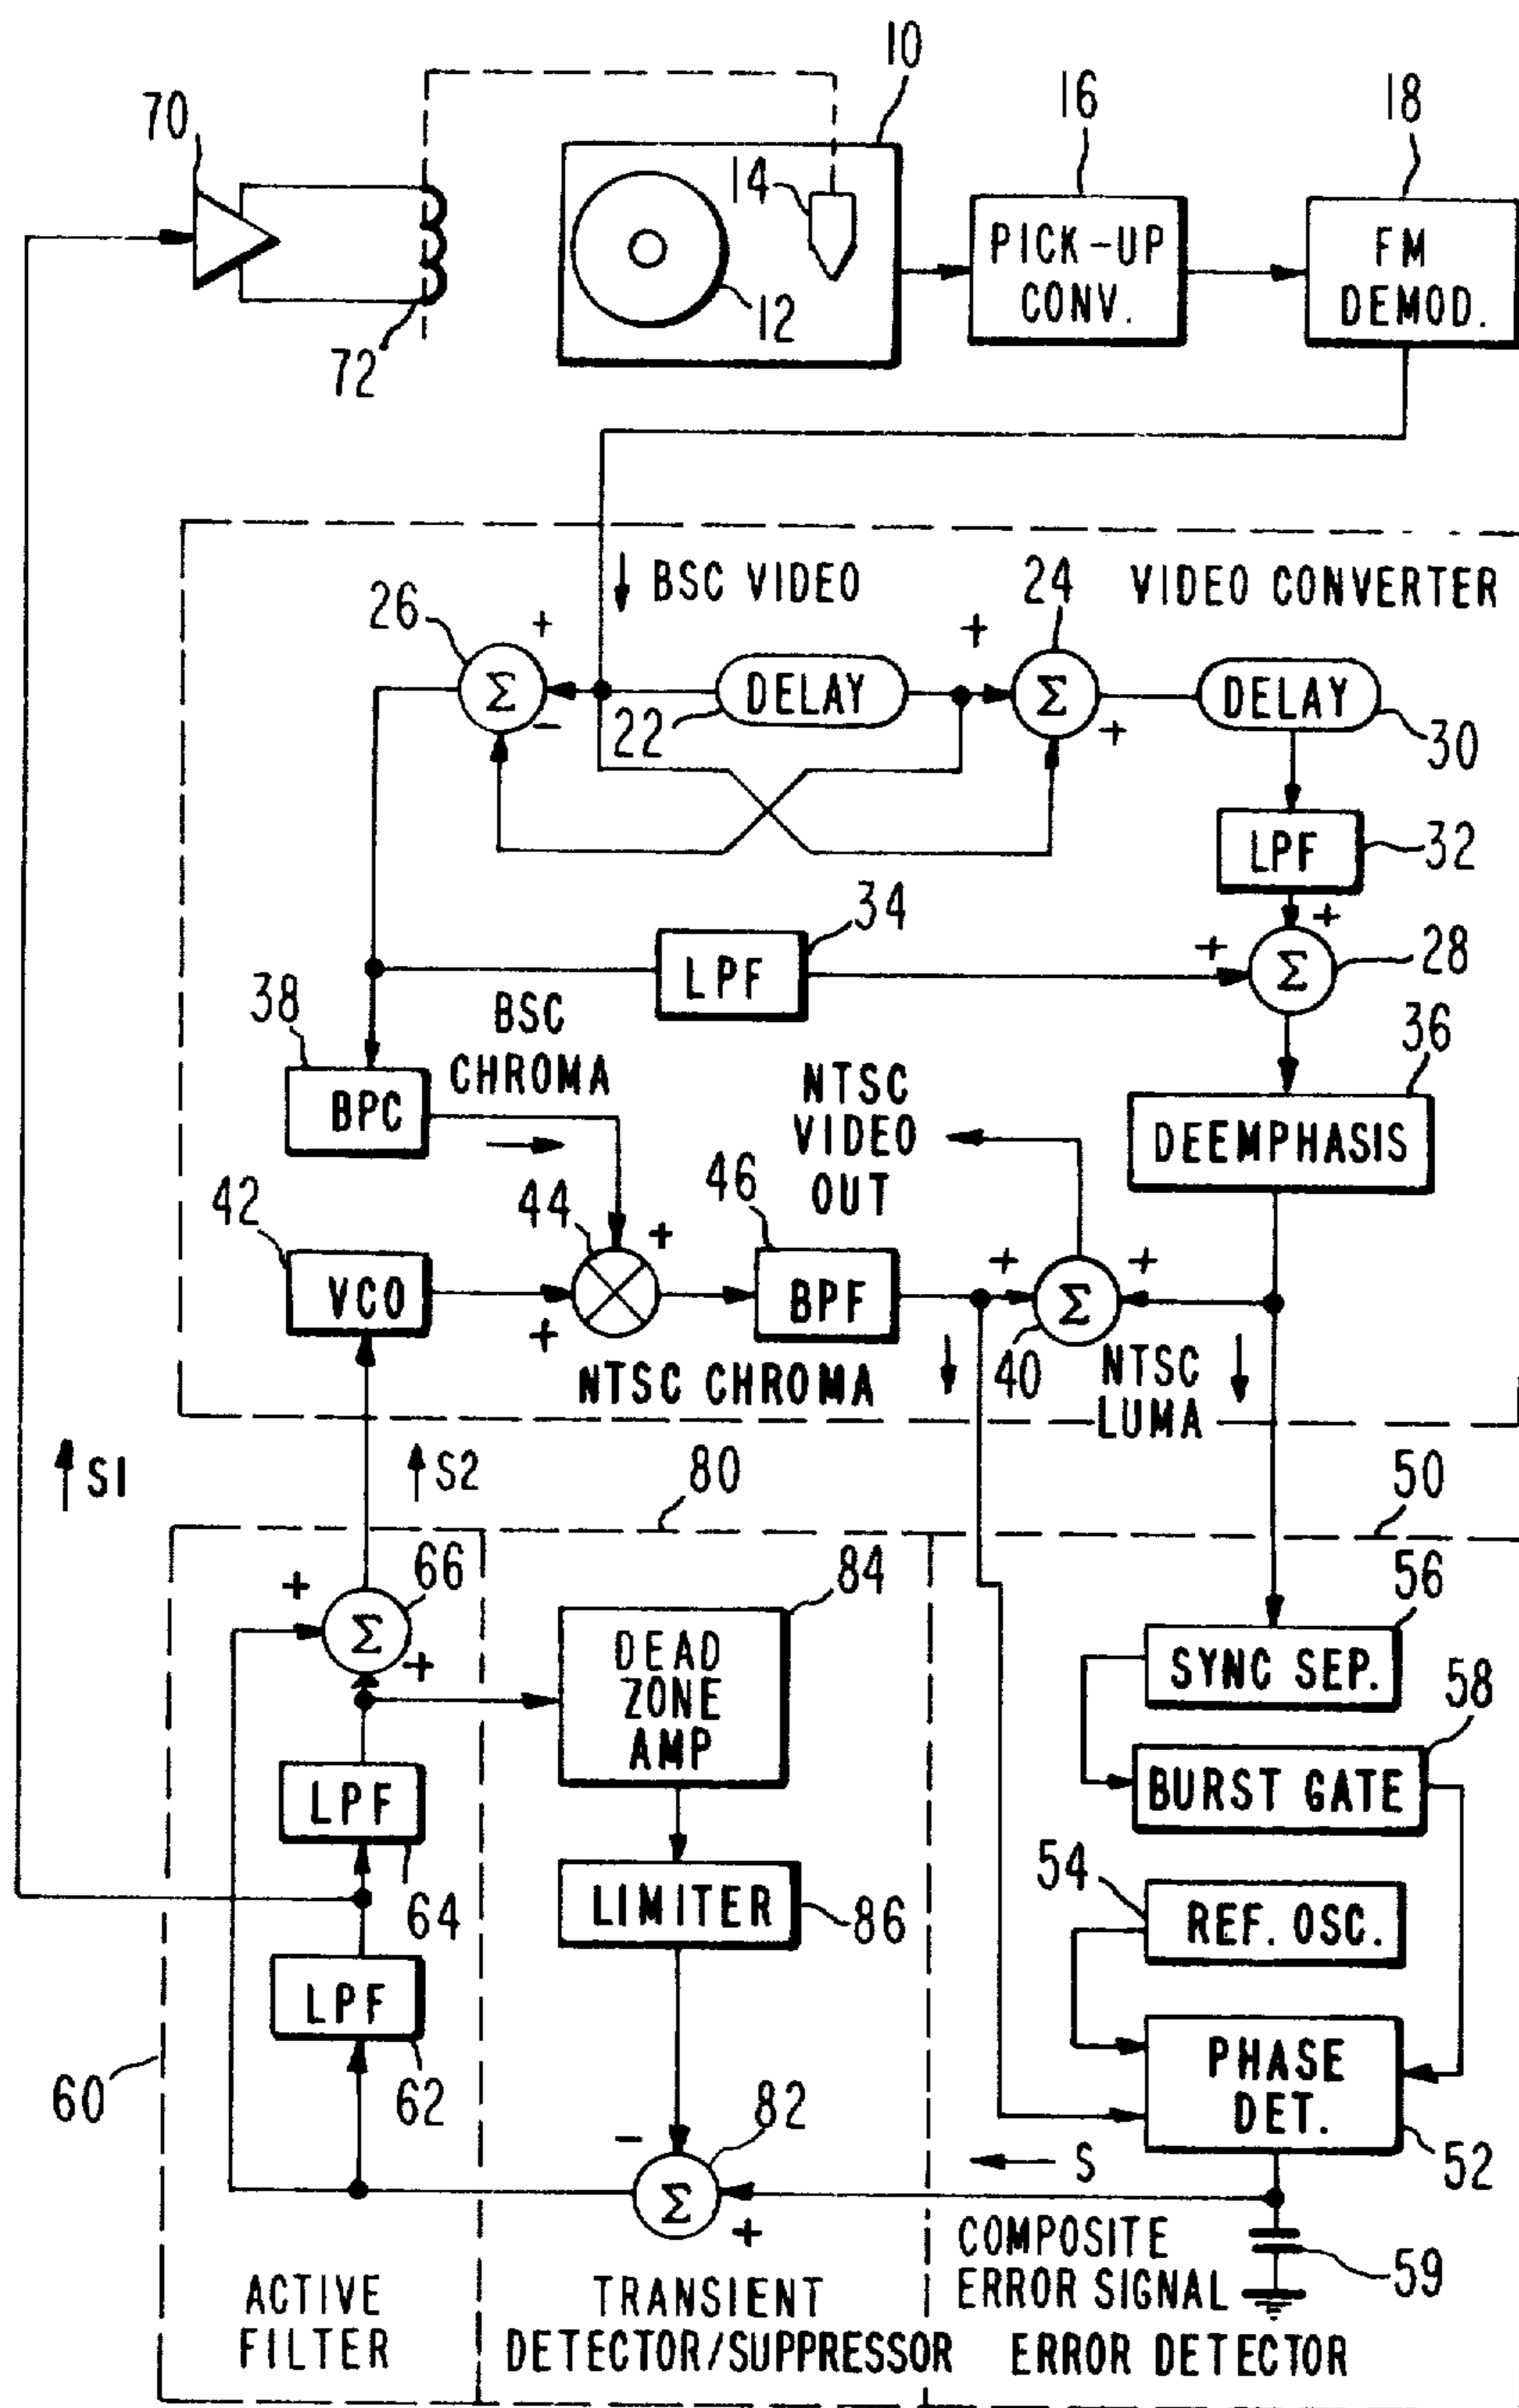 10
70
16
18
14
PICK-UP
CONV.
FM
DEMOD.
12
72
BSC VIDEO
24
VIDEO CONVERTER
26
+
+
Σ
DELAY
Σ
DELAY
22
−
+
30
LPF
32
34
+
+
28
LPF
Σ
38
BSC
CHROMA
36
BPC
NTSC
VIDEO
OUT
DEEMPHASIS
42
44
46
+
+
+
VCO
BPF
Σ
+
NTSC CHROMA
40
NTSC
LUMA
S1
S2
80
50
+
66
84
56
Σ
+
DEAD
ZONE
AMP
SYNC SEP.
58
LPF
BURST GATE
64
54
LIMITER
86
REF. OSC.
LPF
60
62
82
PHASE
DET.
−
S
52
Σ
+
COMPOSITE
ERROR SIGNAL
59
ACTIVE
FILTER
TRANSIENT
DETECTOR/SUPPRESSOR
ERROR DETECTOR